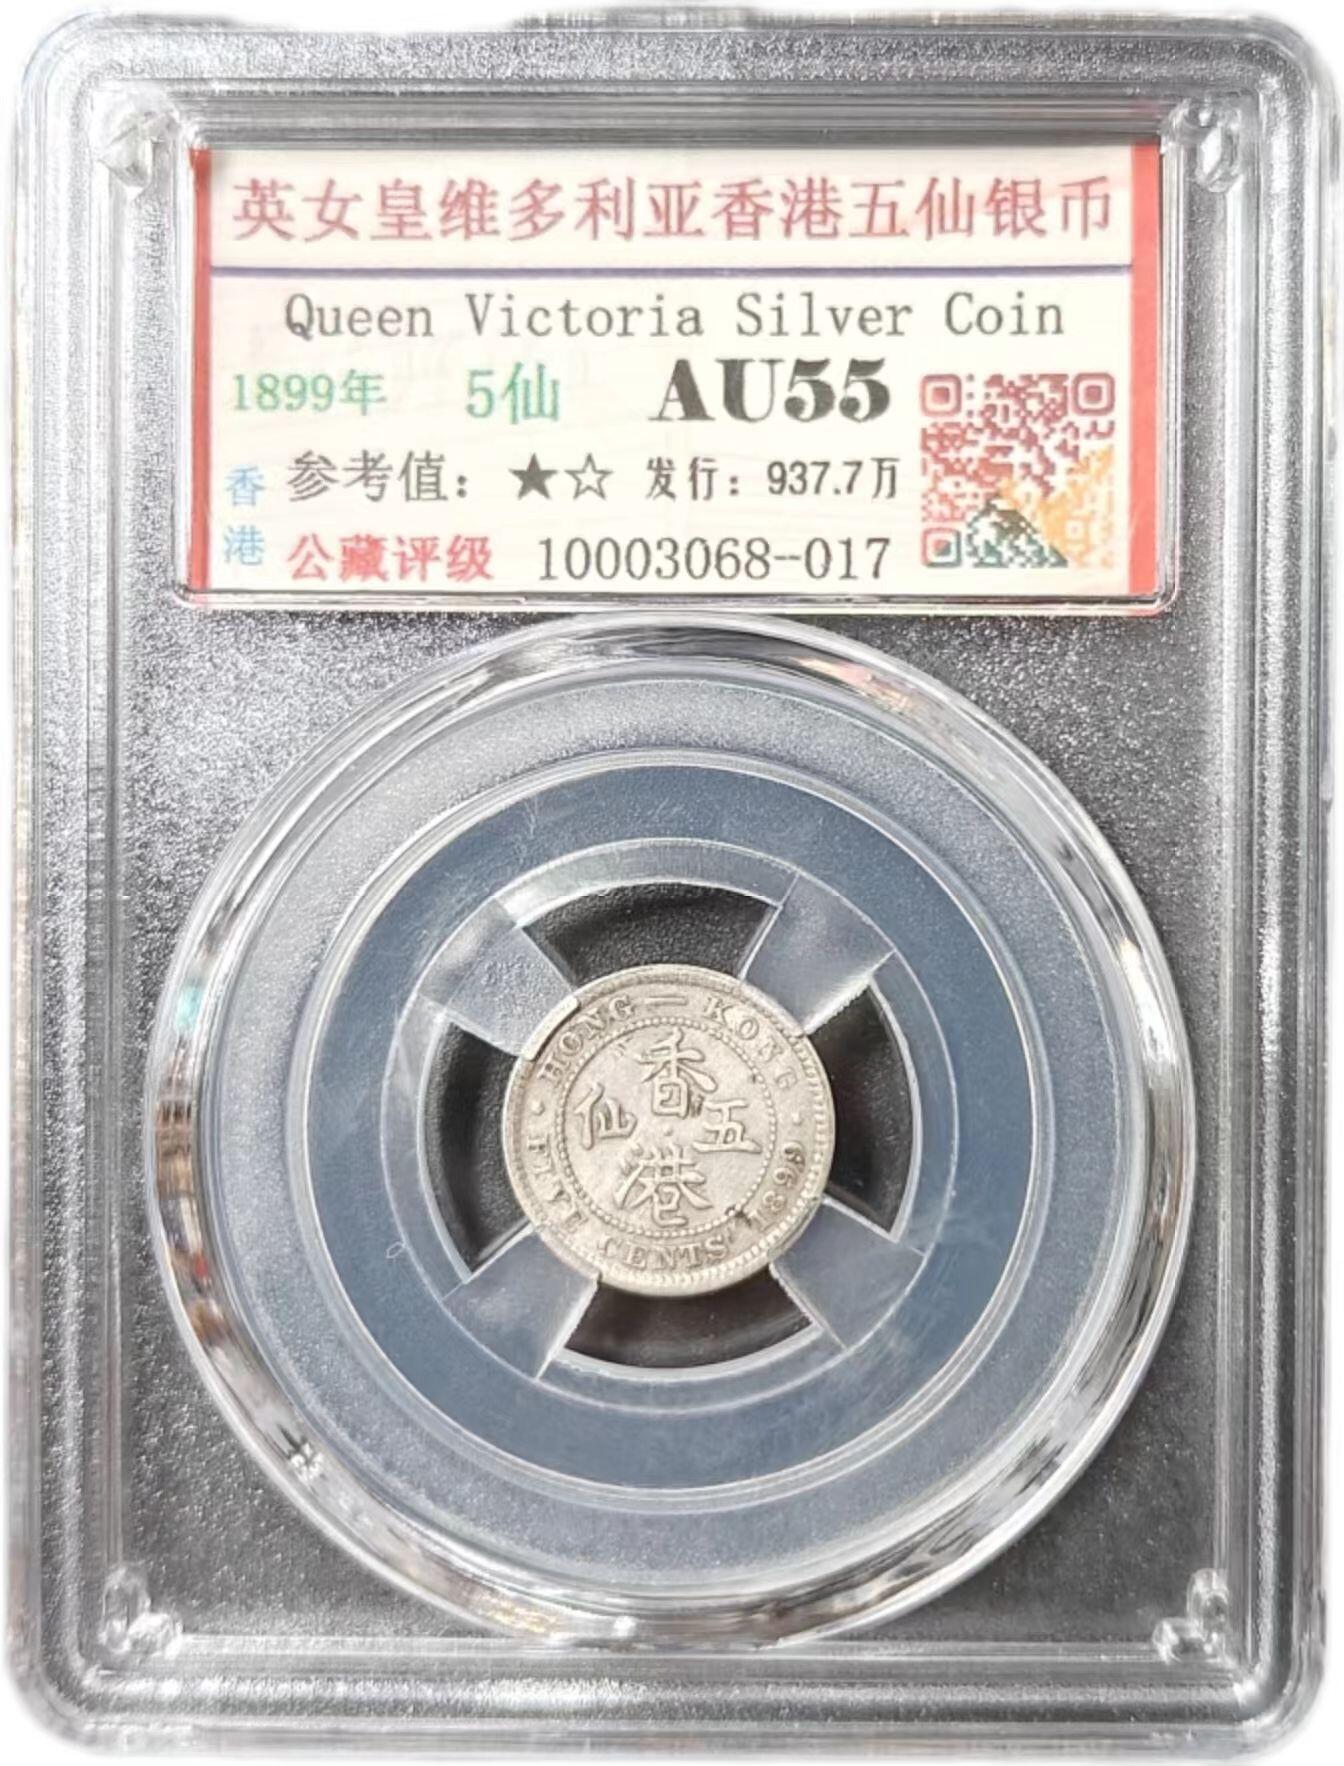 英女皇维多利亚香港五仙银币
Queen Victoria Silver Coin
1899年 5仙 AU55
香港 参考值：★☆ 发行：937.7万
公藏评级 10003068--017
HONG-KONG
香港
五仙
FIVE CENTS 1899